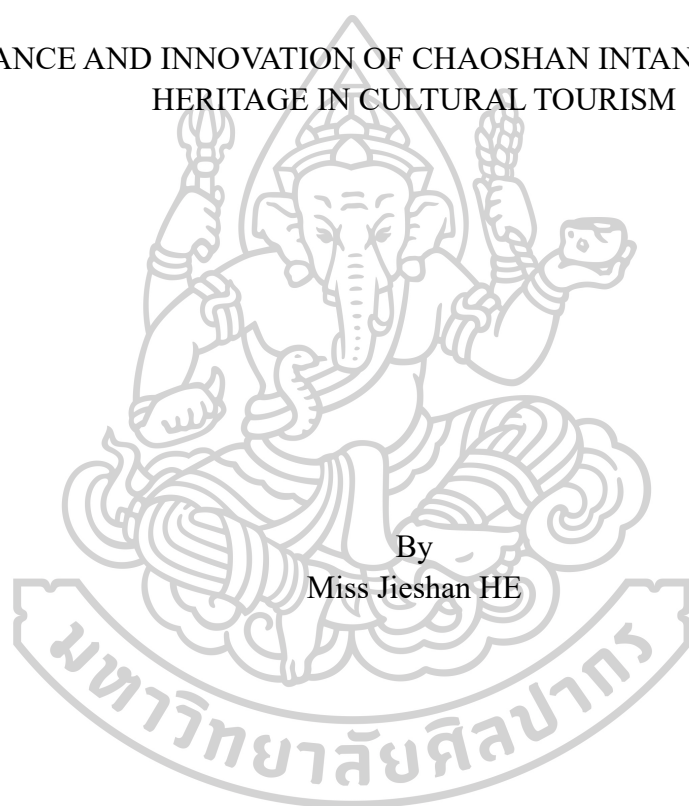 ANCE AND INNOVATION OF CHAOSHAN INTAN
HERITAGE IN CULTURAL TOURISM
By
Miss Jieshan HE
มหาวิทยาลัยศิลปากร